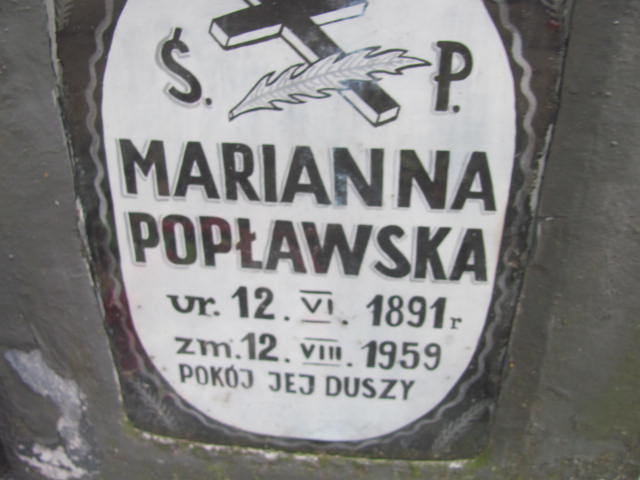 Ś. P.
MARIANNA
POPŁAWSKA
ur. 12. VI. 1891 r
zm. 12. VIII. 1959
POKÓJ JEJ DUSZY